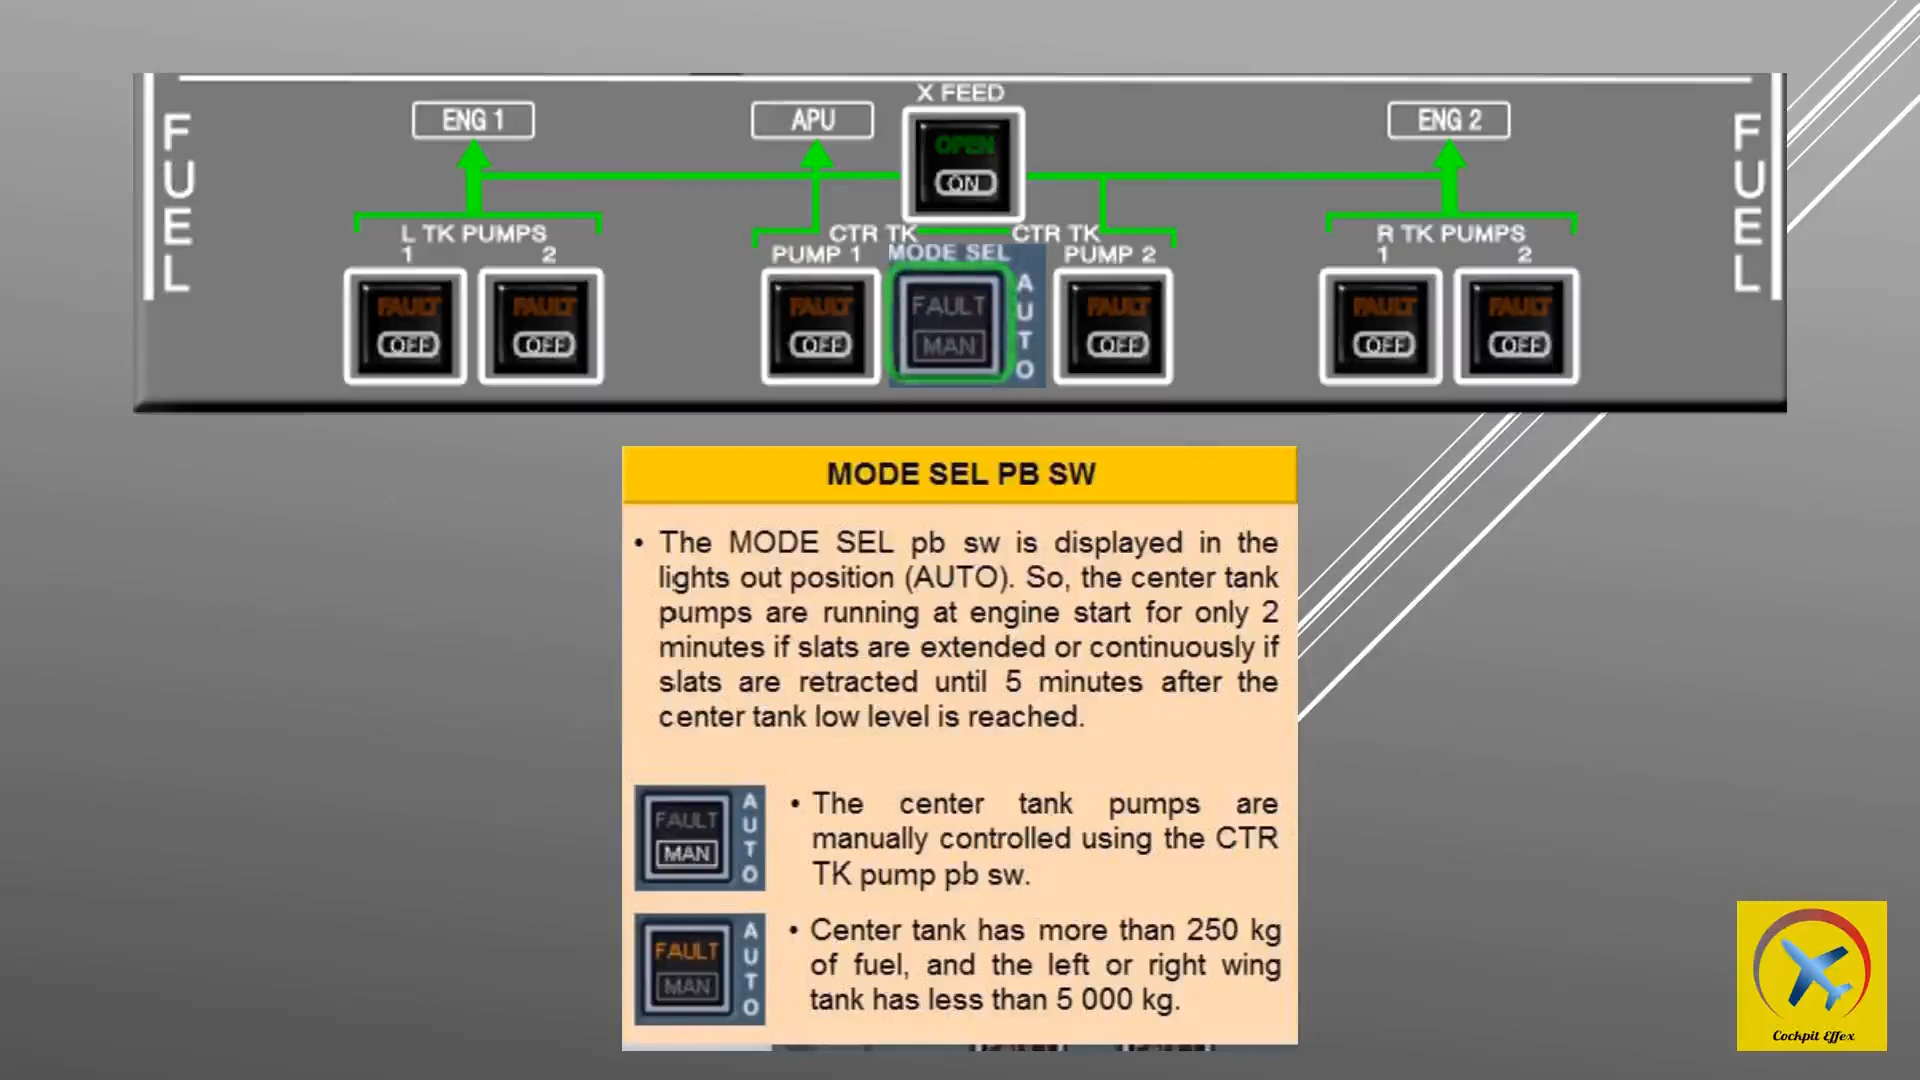 X FEED
ENG 1
APU
ENG 2
OPEN
ON
FUEL
FUEL
L TK PUMPS
1 2
CTR TK
PUMP 1
MODE SEL
CTR TK
PUMP 2
R TK PUMPS
1 2
FAULT
OFF
FAULT
OFF
FAULT
OFF
FAULT
MAN
AUTO
FAULT
OFF
FAULT
OFF
FAULT
OFF
MODE SEL PB SW
• The MODE SEL pb sw is displayed in the
lights out position (AUTO). So, the center tank
pumps are running at engine start for only 2
minutes if slats are extended or continuously if
slats are retracted until 5 minutes after the
center tank low level is reached.
FAULT
MAN
AUTO
• The center tank pumps are
manually controlled using the CTR
TK pump pb sw.
FAULT
MAN
AUTO
• Center tank has more than 250 kg
of fuel, and the left or right wing
tank has less than 5 000 kg.
Cockpit Effex